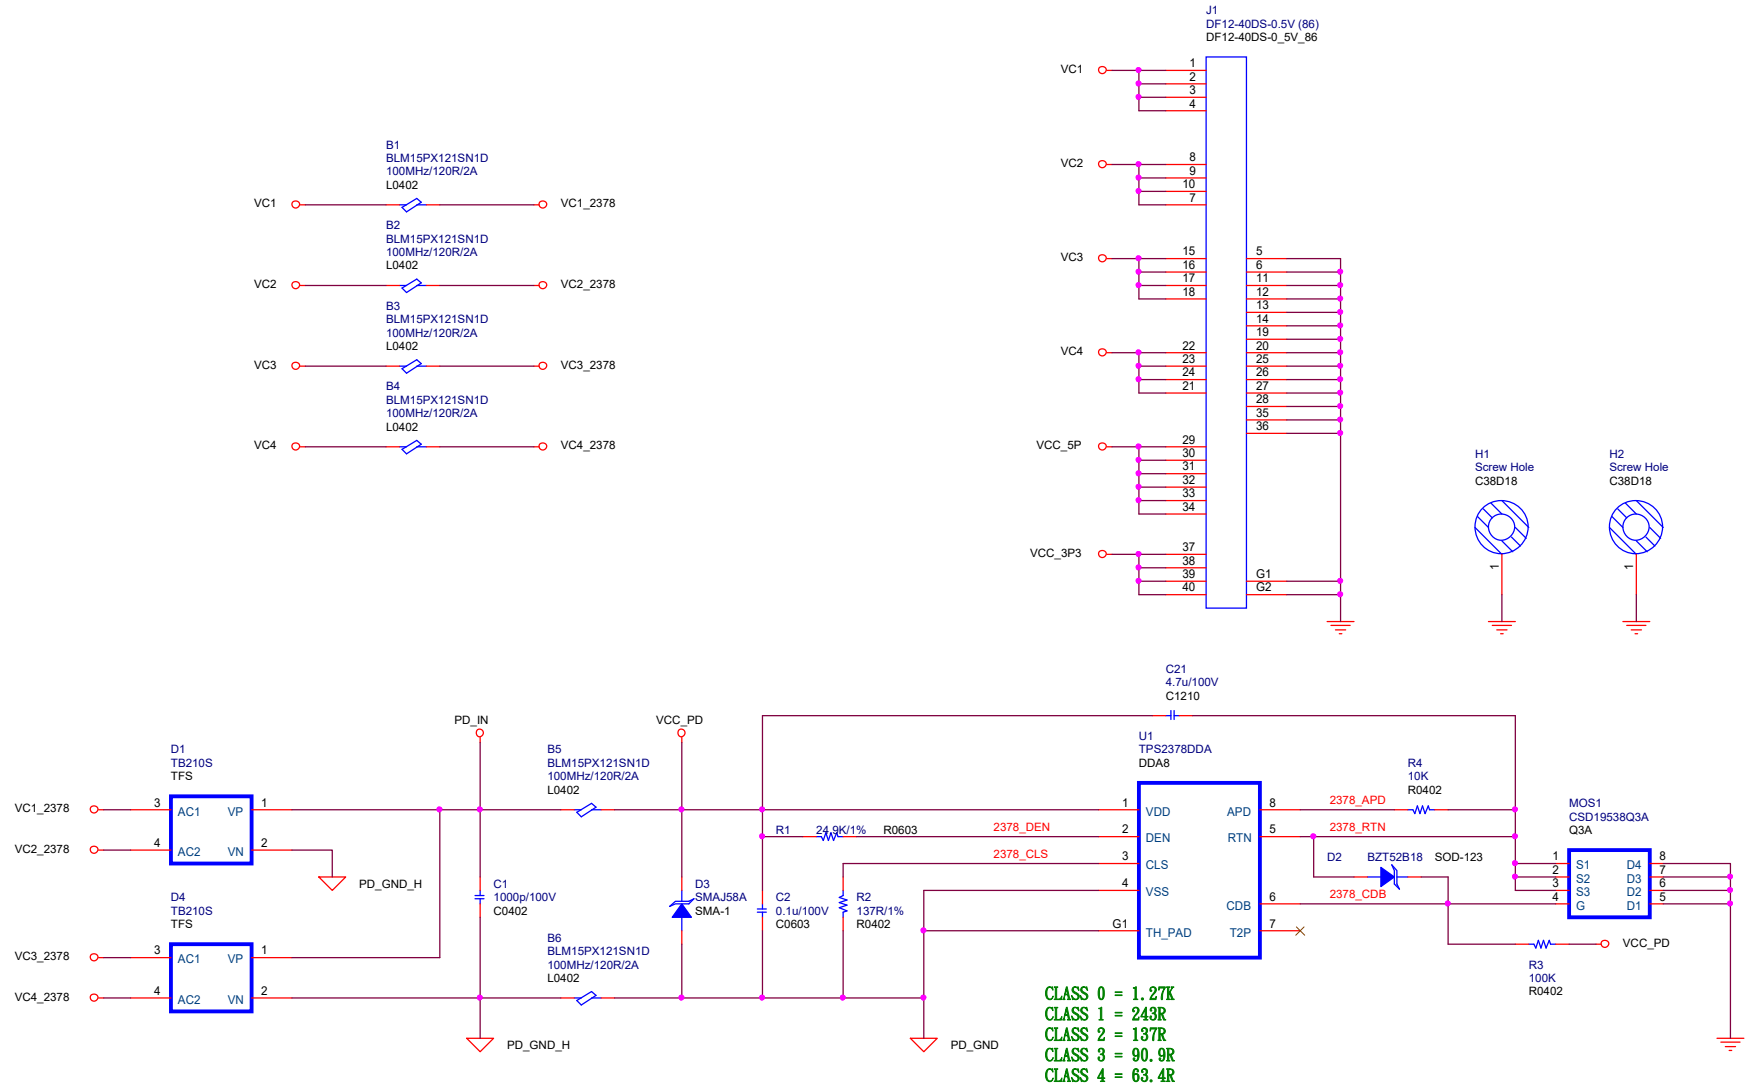 J1
DF12-40DS-0.5V (86)
DF12-40DS-0_5V_86
VC1
1
2
3
4
VC2
8
9
10
7
VC3
15
16
17
18
VC4
22
23
24
21
VCC_5P
29
30
31
32
33
34
VCC_3P3
37
38
39
40
5
6
11
12
13
14
19
20
25
26
27
28
35
36
G1
G2
B1
BLM15PX121SN1D
100MHz/120R/2A
L0402
VC1
VC1_2378
B2
BLM15PX121SN1D
100MHz/120R/2A
L0402
VC2
VC2_2378
B3
BLM15PX121SN1D
100MHz/120R/2A
L0402
VC3
VC3_2378
B4
BLM15PX121SN1D
100MHz/120R/2A
L0402
VC4
VC4_2378
H1
Screw Hole
C38D18
1
H2
Screw Hole
C38D18
1
D1
TB210S
TFS
VC1_2378
3
AC1
VP
1
VC2_2378
4
AC2
VN
2
PD_GND_H
D4
TB210S
TFS
VC3_2378
3
AC1
VP
1
VC4_2378
4
AC2
VN
2
PD_IN
C1
1000p/100V
C0402
PD_GND_H
B5
BLM15PX121SN1D
100MHz/120R/2A
L0402
B6
BLM15PX121SN1D
100MHz/120R/2A
L0402
VCC_PD
D3
SMAJ58A
SMA-1
R1
24.9K/1%
R0603
C2
0.1u/100V
C0603
R2
137R/1%
R0402
2378_DEN
2378_CLS
PD_GND
C21
4.7u/100V
C1210
U1
TPS2378DDA
DDA8
1
VDD
2
DEN
3
CLS
4
VSS
G1
TH_PAD
APD
8
RTN
5
CDB
6
T2P
7
2378_APD
2378_RTN
2378_CDB
R4
10K
R0402
D2
BZT52B18
SOD-123
MOS1
CSD19538Q3A
Q3A
1
S1
2
S2
3
S3
4
G
D4
8
D3
7
D2
6
D1
5
VCC_PD
R3
100K
R0402
CLASS 0 = 1.27K
CLASS 1 = 243R
CLASS 2 = 137R
CLASS 3 = 90.9R
CLASS 4 = 63.4R